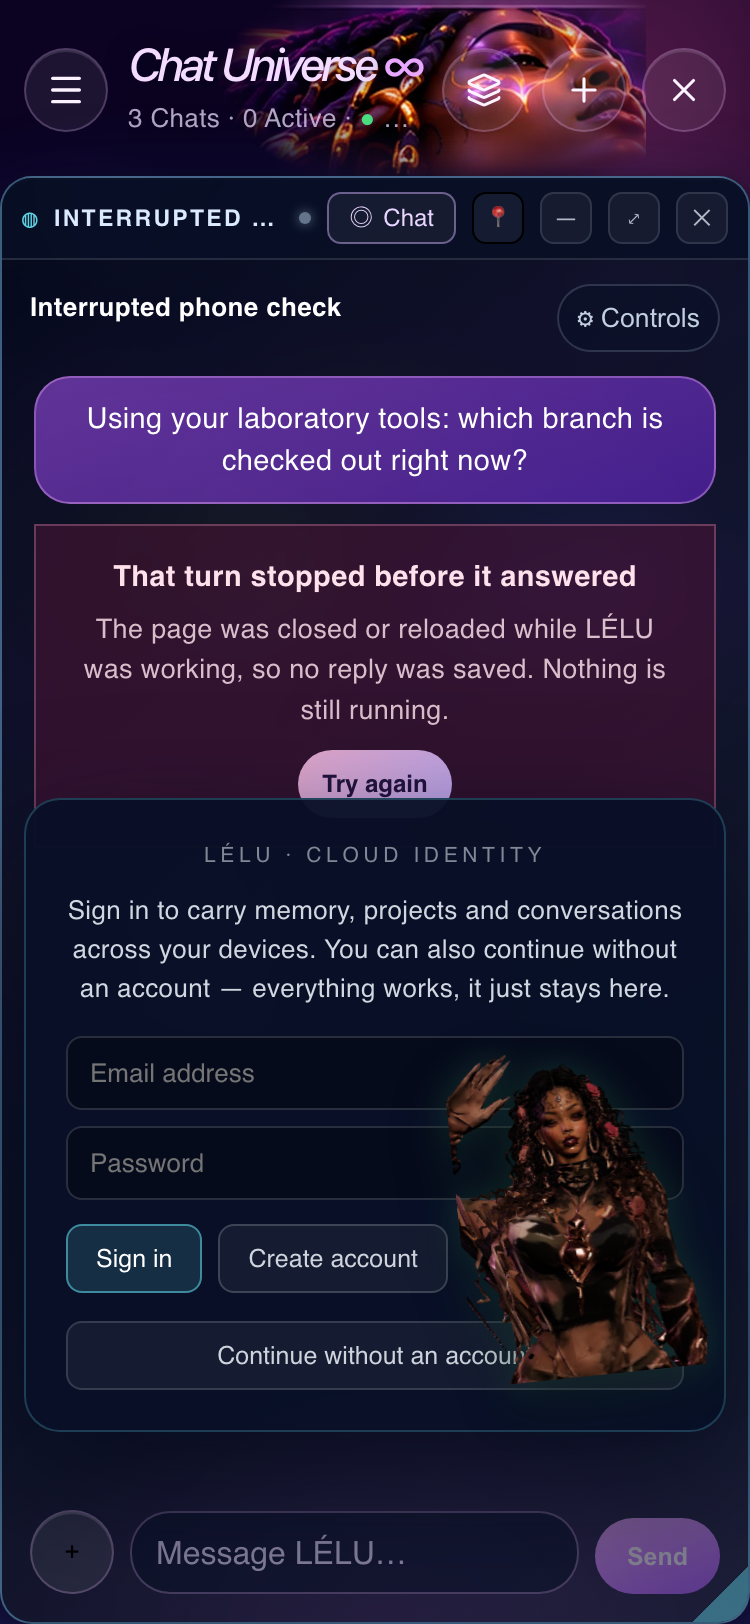 Chat Universe ∞
3 Chats · 0 Active · ● ...
INTERRUPTED ...
Chat
Interrupted phone check
Controls
Using your laboratory tools: which branch is
checked out right now?
That turn stopped before it answered
The page was closed or reloaded while LÉLU
was working, so no reply was saved. Nothing is
still running.
Try again
LÉLU · CLOUD IDENTITY
Sign in to carry memory, projects and conversations
across your devices. You can also continue without
an account — everything works, it just stays here.
Email address
Password
Sign in
Create account
Continue without an accoun
Message LÉLU...
Send